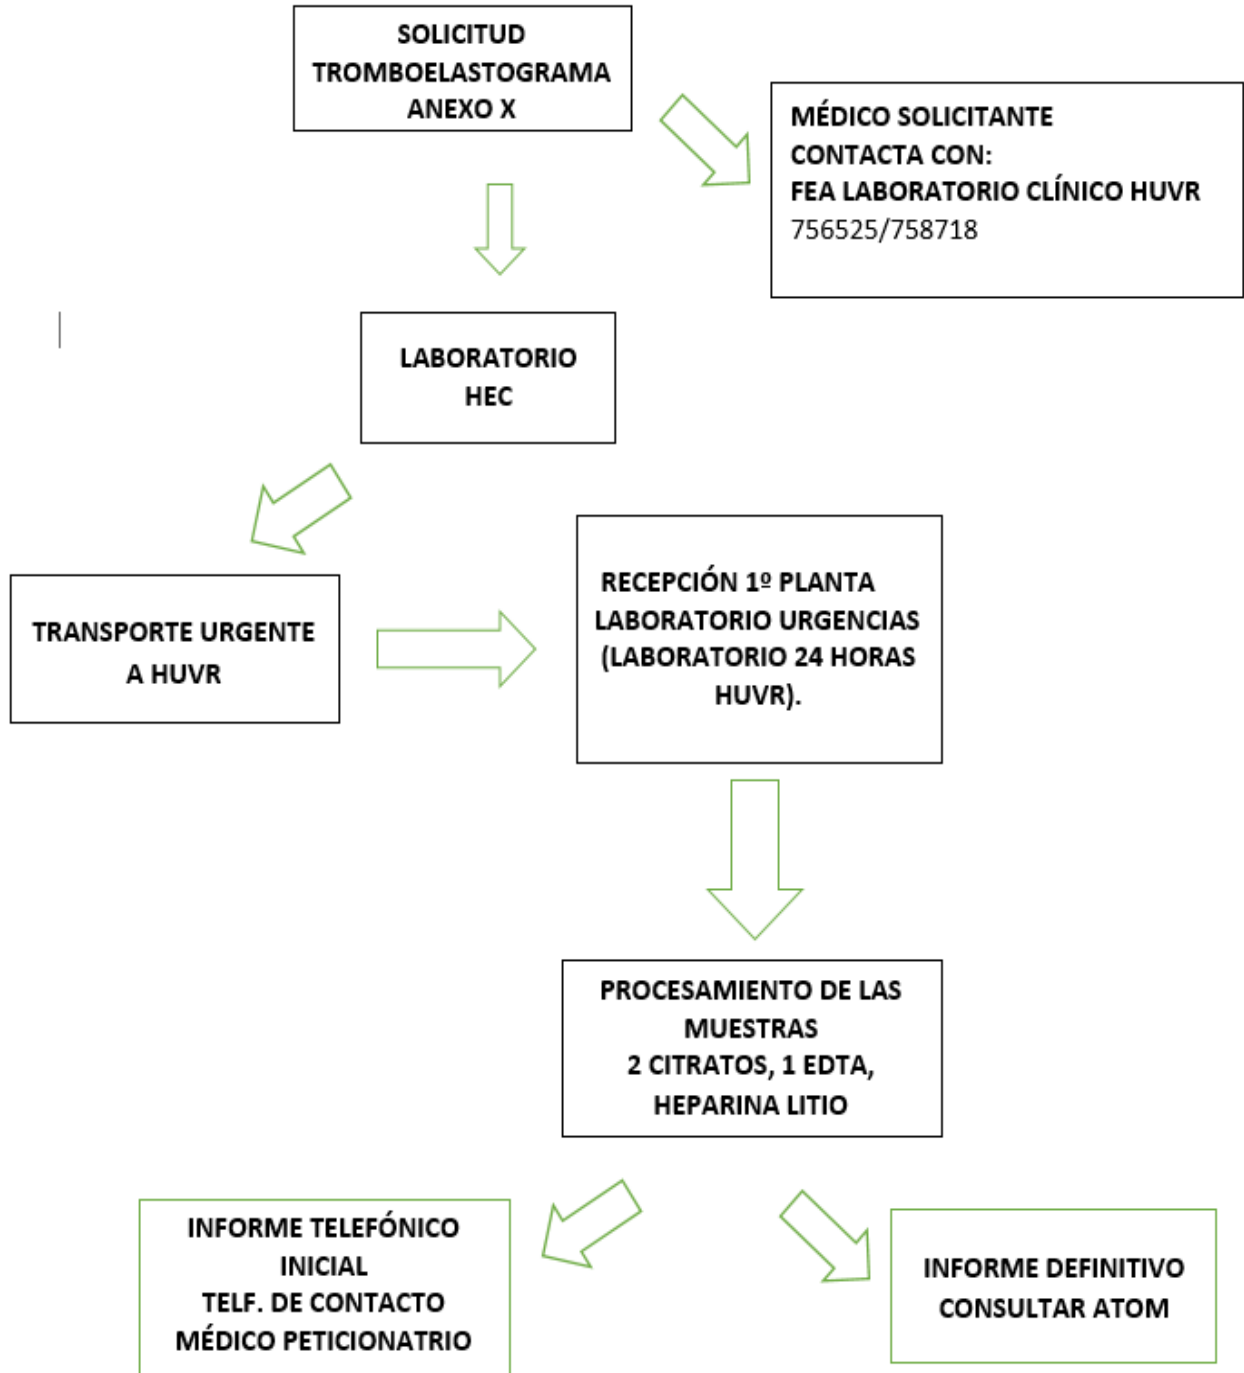 SOLICITUD
TROMBOELASTOGRAMA
ANEXO X
MÉDICO SOLICITANTE
CONTACTA CON:
FEA LABORATORIO CLÍNICO HUVR
756525/758718
LABORATORIO
HEC
TRANSPORTE URGENTE
A HUVR
RECEPCIÓN 1º PLANTA
LABORATORIO URGENCIAS
(LABORATORIO 24 HORAS
HUVR).
PROCESAMIENTO DE LAS
MUESTRAS
2 CITRATOS, 1 EDTA,
HEPARINA LITIO
INFORME TELEFÓNICO
INICIAL
TELF. DE CONTACTO
MÉDICO PETICIONATRIO
INFORME DEFINITIVO
CONSULTAR ATOM